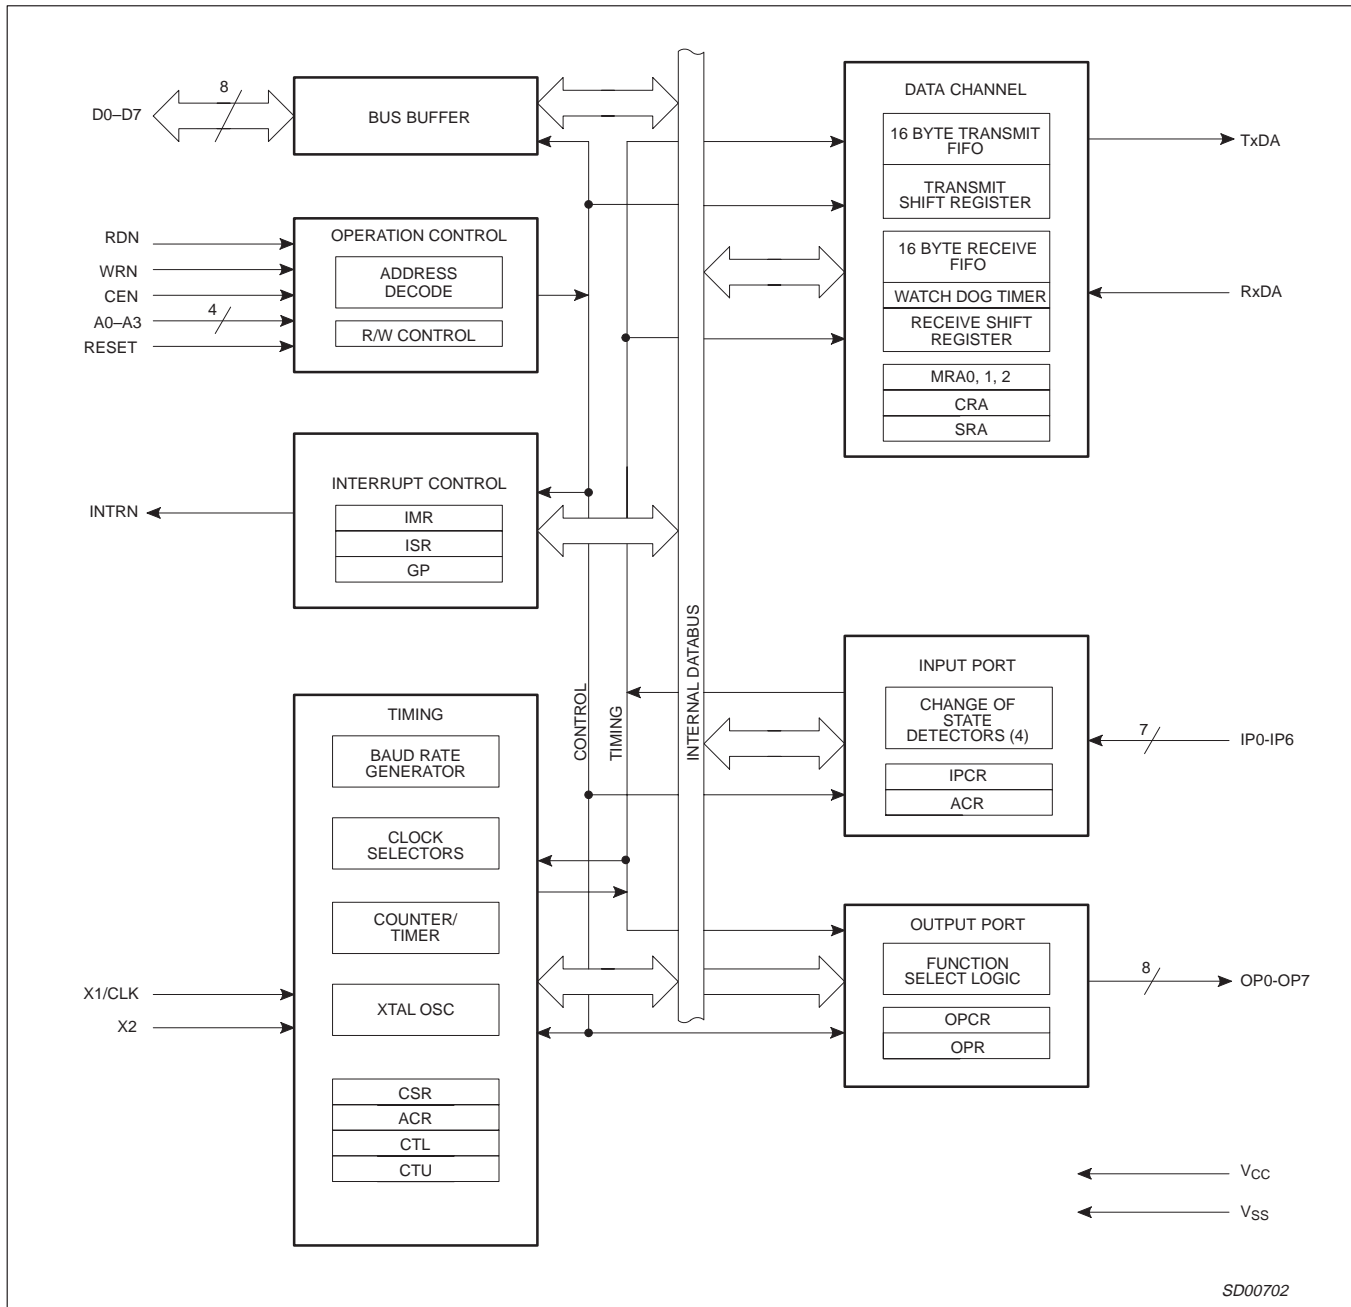 D0–D7
8
BUS BUFFER
RDN
WRN
CEN
A0–A3
4
RESET
OPERATION CONTROL
ADDRESS
DECODE
R/W CONTROL
INTRN
INTERRUPT CONTROL
IMR
ISR
GP
TIMING
BAUD RATE
GENERATOR
CLOCK
SELECTORS
COUNTER/
TIMER
XTAL OSC
CSR
ACR
CTL
CTU
X1/CLK
X2
CONTROL
TIMING
INTERNAL DATABUS
DATA CHANNEL
16 BYTE TRANSMIT
FIFO
TRANSMIT
SHIFT REGISTER
16 BYTE RECEIVE
FIFO
WATCH DOG TIMER
RECEIVE SHIFT
REGISTER
MRA0, 1, 2
CRA
SRA
TxDA
RxDA
INPUT PORT
CHANGE OF
STATE
DETECTORS (4)
IPCR
ACR
7
IP0-IP6
OUTPUT PORT
FUNCTION
SELECT LOGIC
OPCR
OPR
8
OP0-OP7
VCC
VSS
SD00702